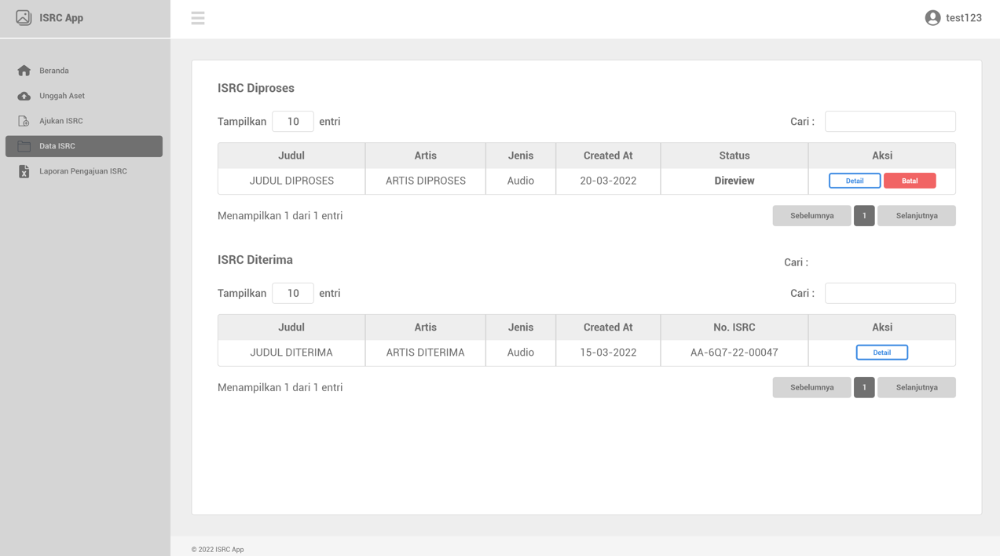 ISRC App
test123
Beranda
Unggah Aset
Ajukan ISRC
Data ISRC
Laporan Pengajuan ISRC
ISRC Diproses
Tampilkan 10 entri Cari :
Judul Artis Jenis Created At Status Aksi
JUDUL DIPROSES ARTIS DIPROSES Audio 20-03-2022 Direview Detail Batal
Menampilkan 1 dari 1 entri Sebelumnya 1 Selanjutnya
ISRC Diterima Cari :
Tampilkan 10 entri Cari :
Judul Artis Jenis Created At No. ISRC Aksi
JUDUL DITERIMA ARTIS DITERIMA Audio 15-03-2022 AA-6Q7-22-00047 Detail
Menampilkan 1 dari 1 entri Sebelumnya 1 Selanjutnya
© 2022 ISRC App